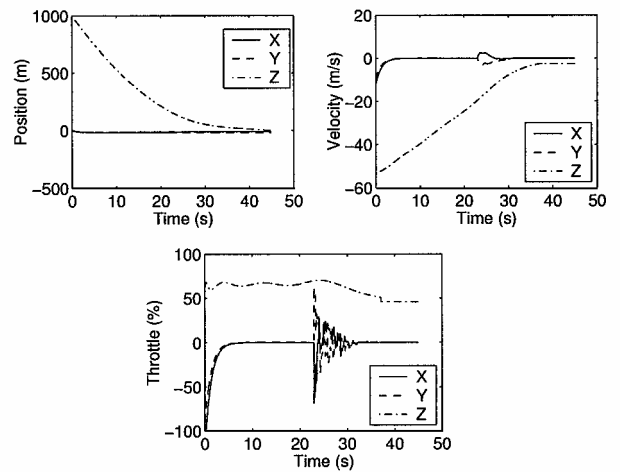 1000
500
0
−500
Position (m)
0 10 20 30 40 50
Time (s)
X
Y
Z
20
0
−20
−40
−60
Velocity (m/s)
0 10 20 30 40 50
Time (s)
X
Y
Z
100
50
0
−50
−100
Throttle (%)
0 10 20 30 40 50
Time (s)
X
Y
Z